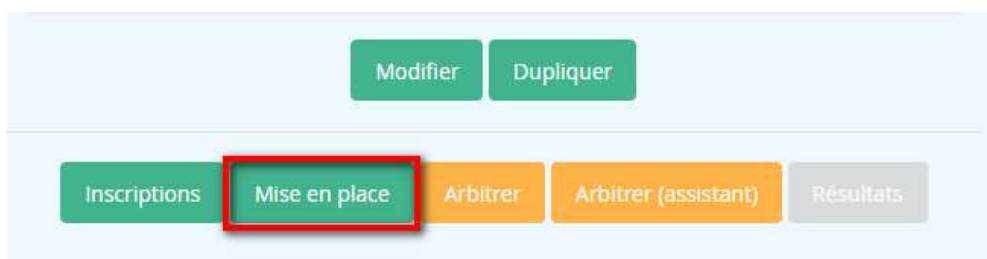 Modifier Dupliquer
Inscriptions Mise en place Arbitrer Arbitrer (assistant) Résultats